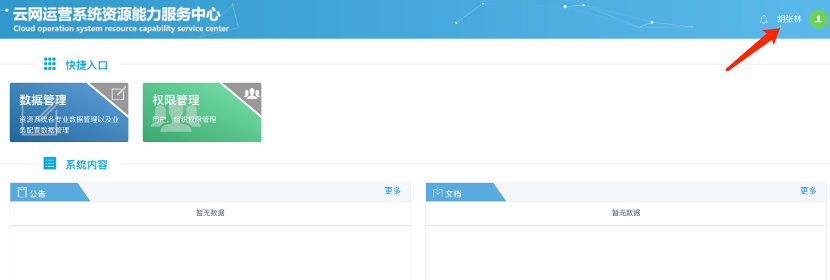 云网运营系统资源能力服务中心
Cloud operation system resource capability service center
胡张林
快捷入口
数据管理
资源系统各专业数据管理以及业
务配置数据管理
权限管理
用户、组织权限管理
系统内容
公告
更多
暂无数据
文档
更多
暂无数据